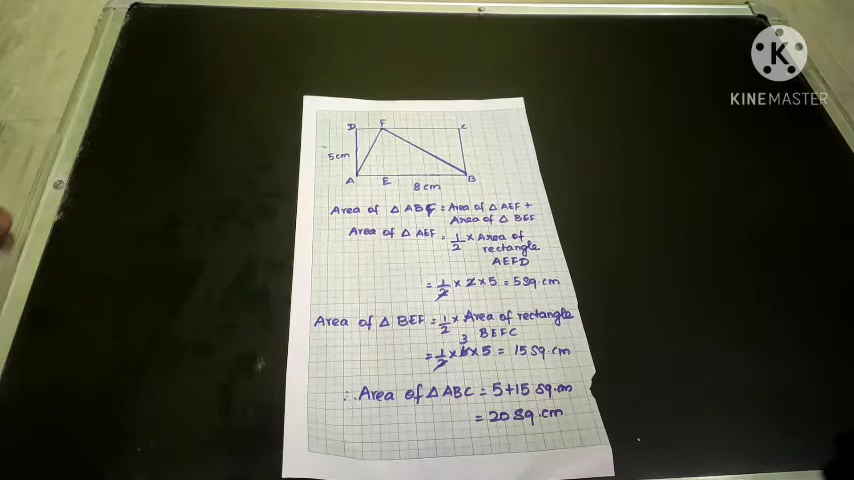 D F C
5cm
A E B
8cm
Area of △ ABF = Area of △ AEF +
Area of △ BEF
Area of △ AEF = 1/2 × Area of
rectangle
AEFD
= 1/2 × 2 × 5 = 5 Sq.cm
Area of △ BEF = 1/2 × Area of rectangle
BEFC
3
= 1/2 × 6 × 5 = 15 Sq.cm
∴ Area of △ ABC = 5+15 Sq.cm
= 20 Sq.cm
K
KINEMASTER